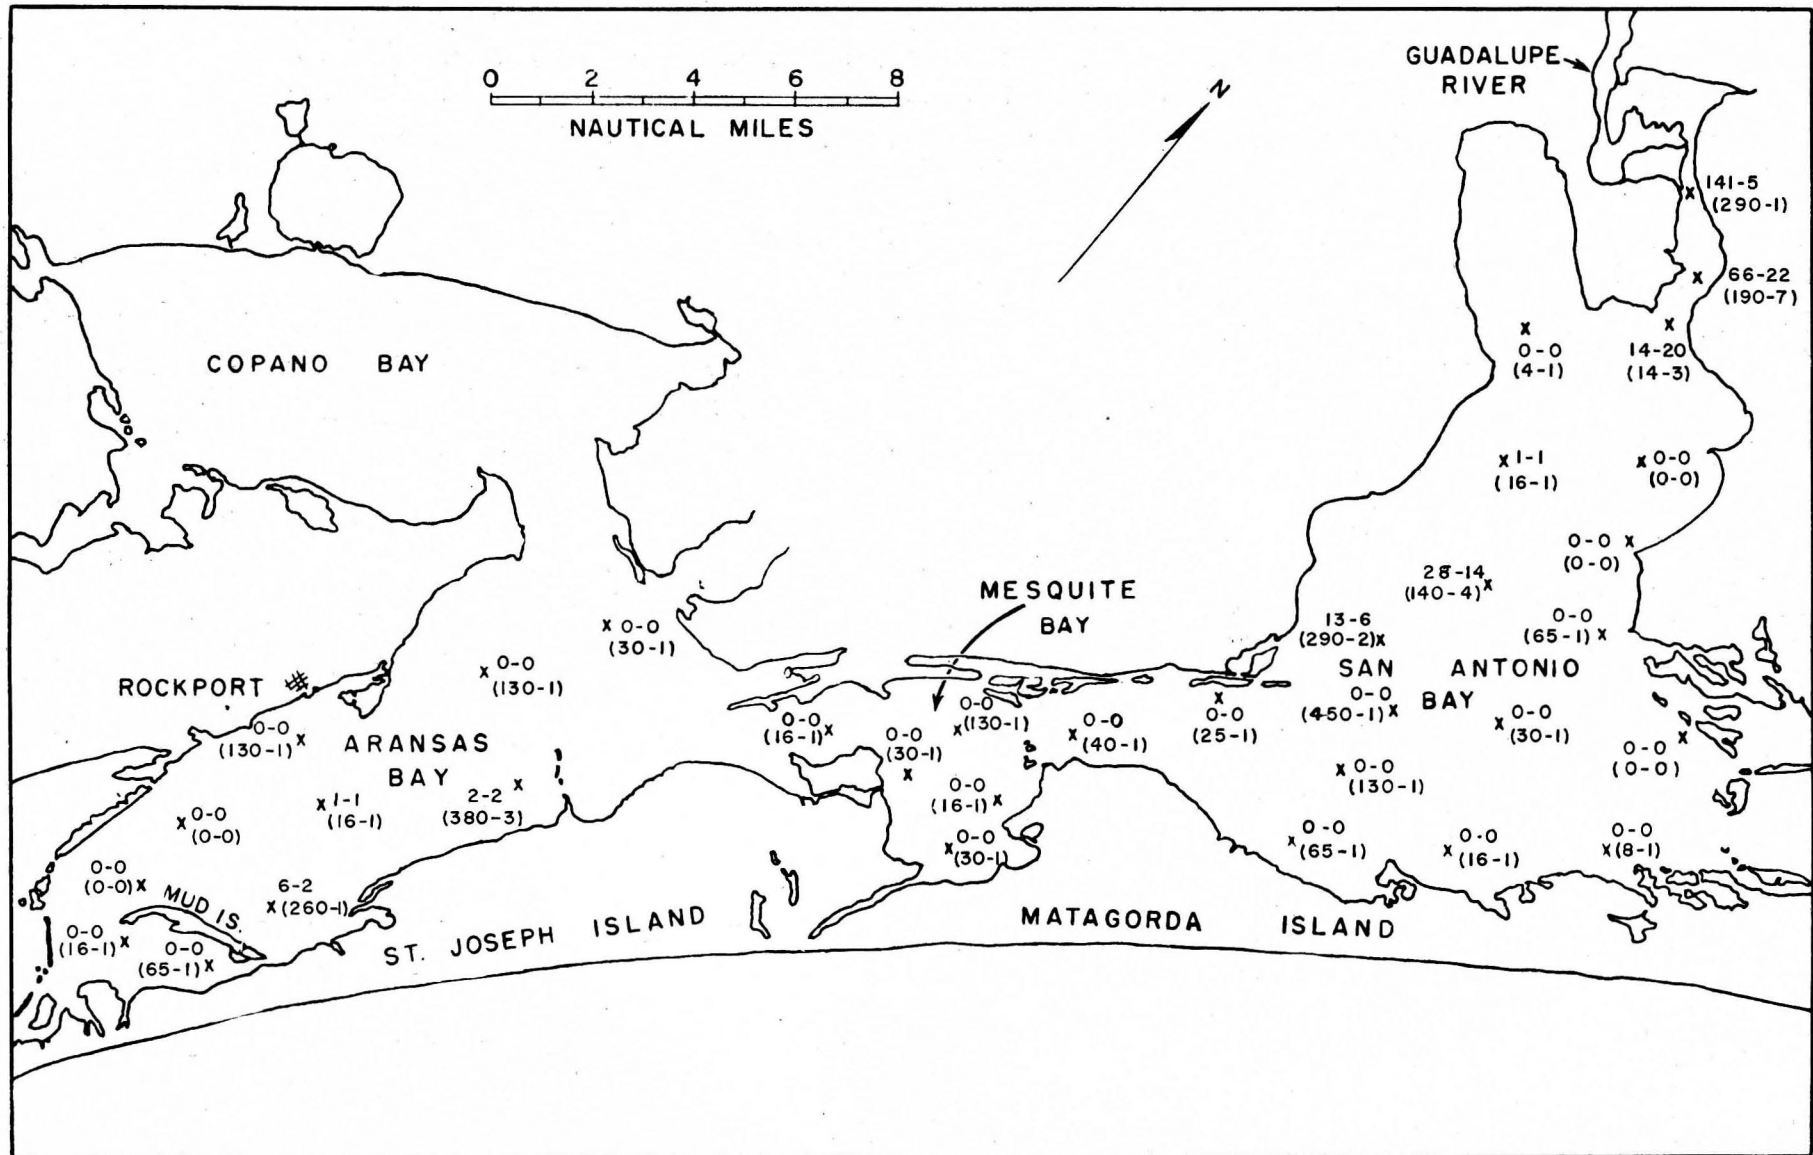 0 2 4 6 8
NAUTICAL MILES
N
GUADALUPE
RIVER
141-5
(290-1)
66-22
(190-7)
0-0
(4-1)
14-20
(14-3)
COPANO BAY
x 1-1
(16-1)
x 0-0
(0-0)
0-0 x
(0-0)
28-14
(140-4) x
MESQUITE
BAY
13-6
(290-2) x
0-0
(65-1) x
x 0-0
(30-1)
x 0-0
(130-1)
SAN ANTONIO
BAY
ROCKPORT
0-0
(130-1) x
ARANSAS
BAY
0-0
(16-1) x
0-0
(30-1)
0-0
x (130-1)
0-0
x (40-1)
0-0
(25-1)
0-0
(450-1) x
x 0-0
(30-1)
0-0
(0-0)
x 0-0
(130-1)
x 1-1
(16-1)
2-2
(380-3)
x 0-0
(0-0)
0-0
(16-1) x
0-0
x (30-1)
0-0
x (65-1)
0-0
x (16-1)
0-0
x (8-1)
0-0
(0-0) x
MUD IS.
6-2
x (260-1)
0-0
(16-1) x
0-0
(65-1) x
ST. JOSEPH ISLAND
MATAGORDA ISLAND